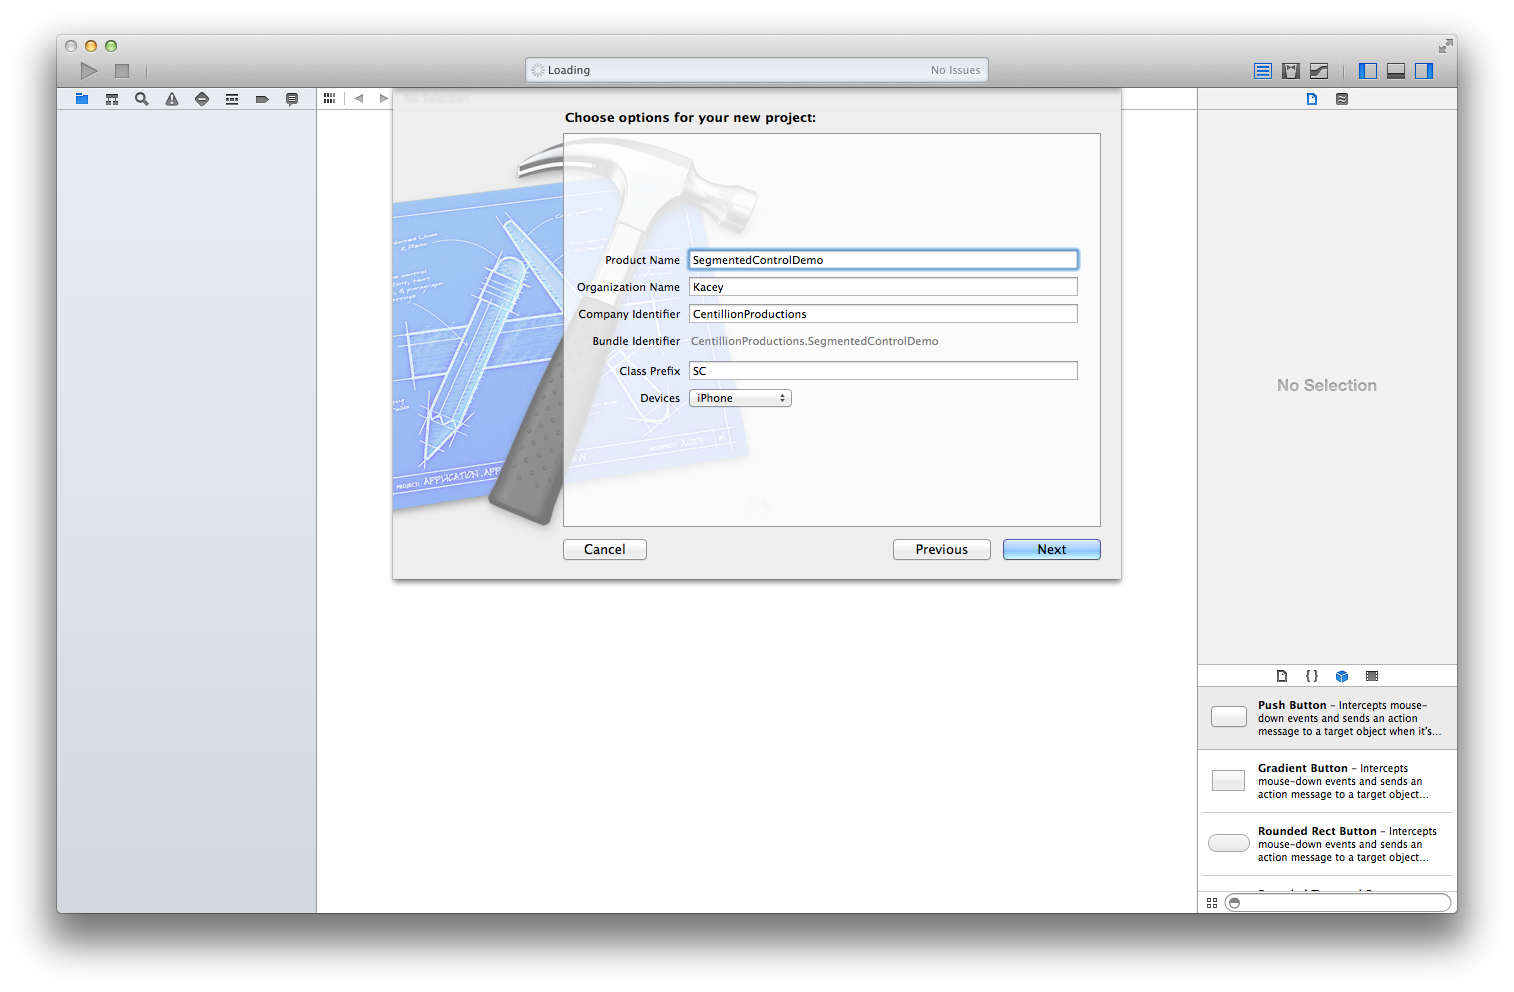 Loading
No Issues
No Selection
Choose options for your new project:
Product Name
SegmentedControlDemo
Organization Name
Kacey
Company Identifier
CentillionProductions
Bundle Identifier
CentillionProductions.SegmentedControlDemo
Class Prefix
SC
Devices
iPhone
PROJECT: APPLICATION.APP
Cancel
Previous
Next
No Selection
{ }
Push Button – Intercepts mouse-
down events and sends an action
message to a target object when it's...
Gradient Button – Intercepts
mouse-down events and sends an
action message to a target object...
Rounded Rect Button – Intercepts
mouse-down events and sends an
action message to a target object...